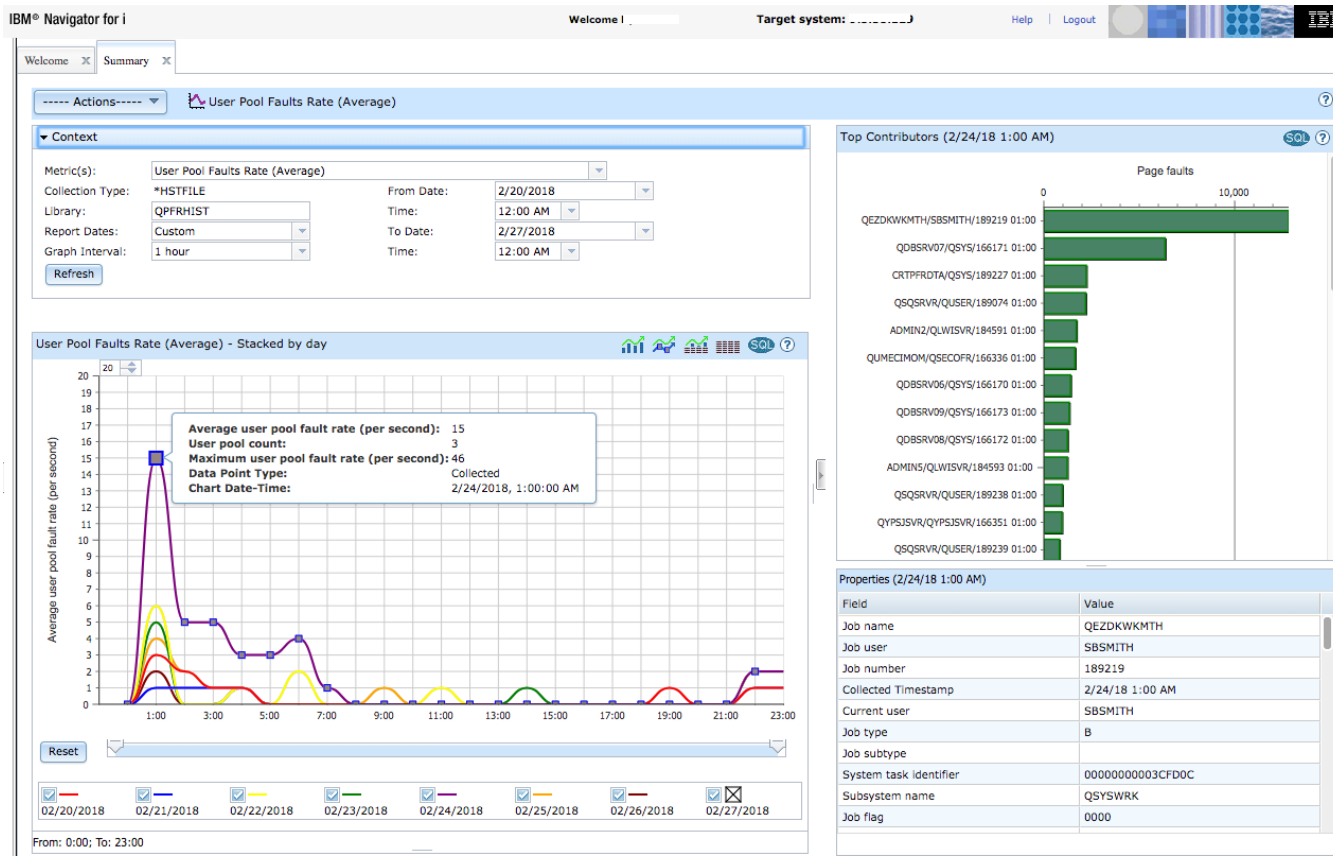 IBM® Navigator for i
Welcome
Target system:
Help | Logout
Welcome X Summary X
----- Actions-----
User Pool Faults Rate (Average)
Context
Metric(s): User Pool Faults Rate (Average)
Collection Type: *HSTFILE From Date: 2/20/2018
Library: QPFRHIST Time: 12:00 AM
Report Dates: Custom To Date: 2/27/2018
Graph Interval: 1 hour Time: 12:00 AM
Refresh
User Pool Faults Rate (Average) - Stacked by day
SQL ?
20
Average user pool fault rate (per second)
20
19
18
17
16
15
14
13
12
11
10
9
8
7
6
5
4
3
2
1
0
Average user pool fault rate (per second): 15
User pool count: 3
Maximum user pool fault rate (per second): 46
Data Point Type: Collected
Chart Date-Time: 2/24/2018, 1:00:00 AM
1:00 3:00 5:00 7:00 9:00 11:00 13:00 15:00 17:00 19:00 21:00 23:00
Reset
02/20/2018 02/21/2018 02/22/2018 02/23/2018 02/24/2018 02/25/2018 02/26/2018 02/27/2018
From: 0:00; To: 23:00
?
Top Contributors (2/24/18 1:00 AM)
SQL ?
Page faults
0 10,000
QEZDKWKMTH/SBSMITH/189219 01:00
QDBSRV07/QSYS/166171 01:00
CRTPFRDTA/QSYS/189227 01:00
QSQSRVR/QUSER/189074 01:00
ADMIN2/QLWISVR/184591 01:00
QUMECIMOM/QSECOFR/166336 01:00
QDBSRV06/QSYS/166170 01:00
QDBSRV09/QSYS/166173 01:00
QDBSRV08/QSYS/166172 01:00
ADMIN5/QLWISVR/184593 01:00
QSQSRVR/QUSER/189238 01:00
QYPSJSVR/QYPSJSVR/166351 01:00
QSQSRVR/QUSER/189239 01:00
Properties (2/24/18 1:00 AM)
Field Value
Job name QEZDKWKMTH
Job user SBSMITH
Job number 189219
Collected Timestamp 2/24/18 1:00 AM
Current user SBSMITH
Job type B
Job subtype
System task identifier 00000000003CFD0C
Subsystem name QSYSWRK
Job flag 0000